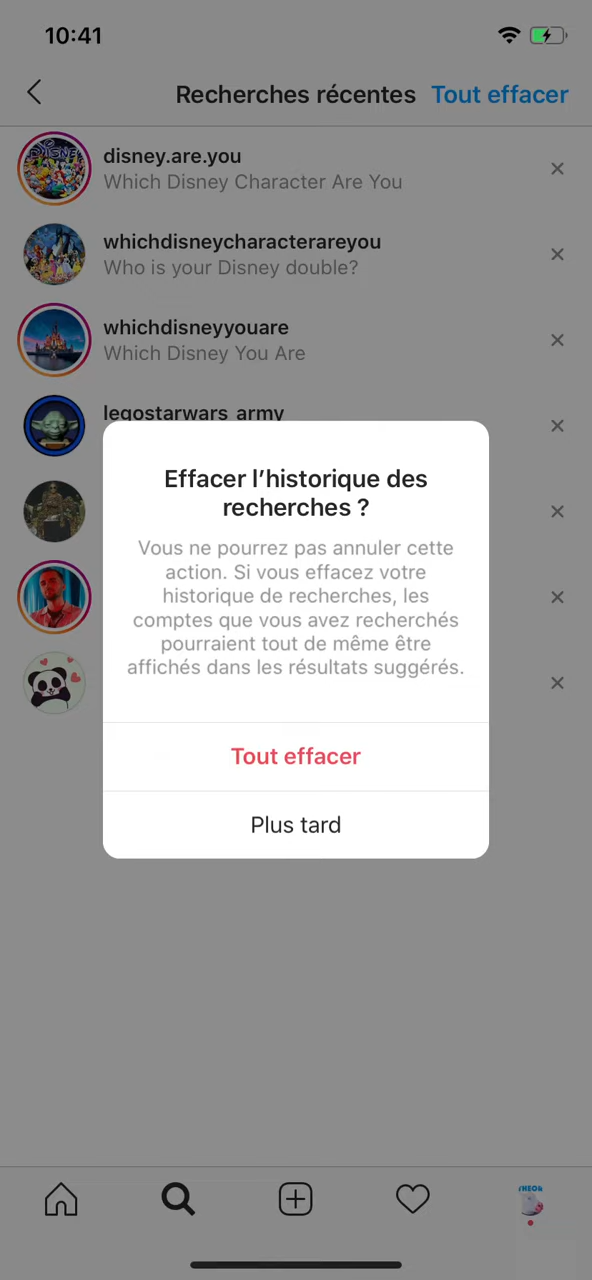 10:41
Recherches récentes Tout effacer
disney.are.you
Which Disney Character Are You
whichdisneycharacterareyou
Who is your Disney double?
whichdisneyyouare
Which Disney You Are
legostarwars_army
Effacer l’historique des
recherches ?
Vous ne pourrez pas annuler cette
action. Si vous effacez votre
historique de recherches, les
comptes que vous avez recherchés
pourraient tout de même être
affichés dans les résultats suggérés.
Tout effacer
Plus tard